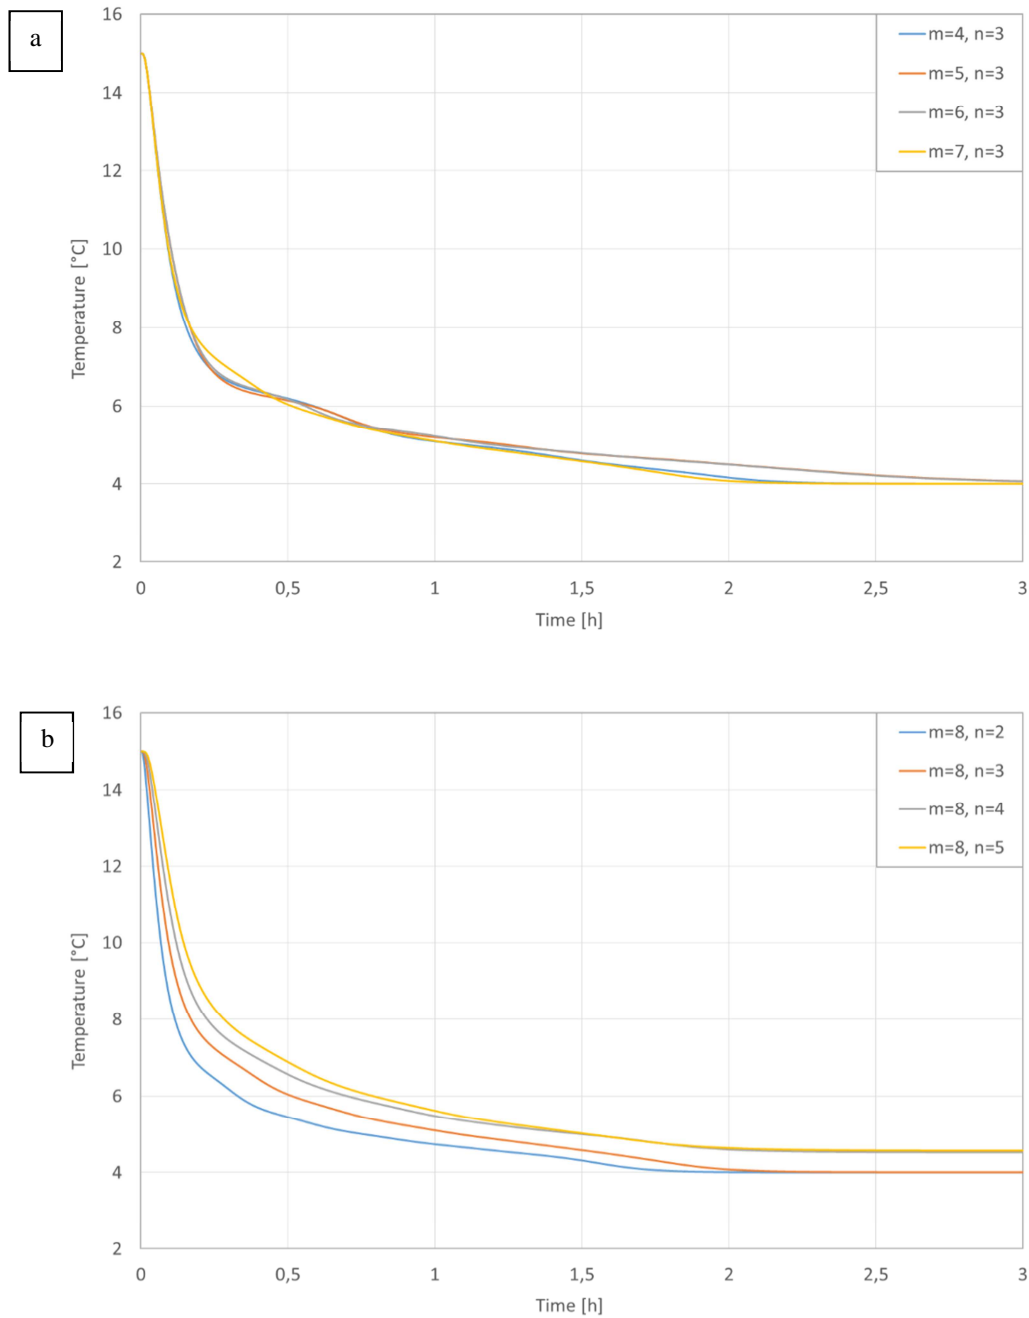 a
16
14
12
10
8
6
4
2
Temperature [°C]
0 0,5 1 1,5 2 2,5 3
Time [h]
m=4, n=3
m=5, n=3
m=6, n=3
m=7, n=3
b
16
14
12
10
8
6
4
2
Temperature [°C]
0 0,5 1 1,5 2 2,5 3
Time [h]
m=8, n=2
m=8, n=3
m=8, n=4
m=8, n=5